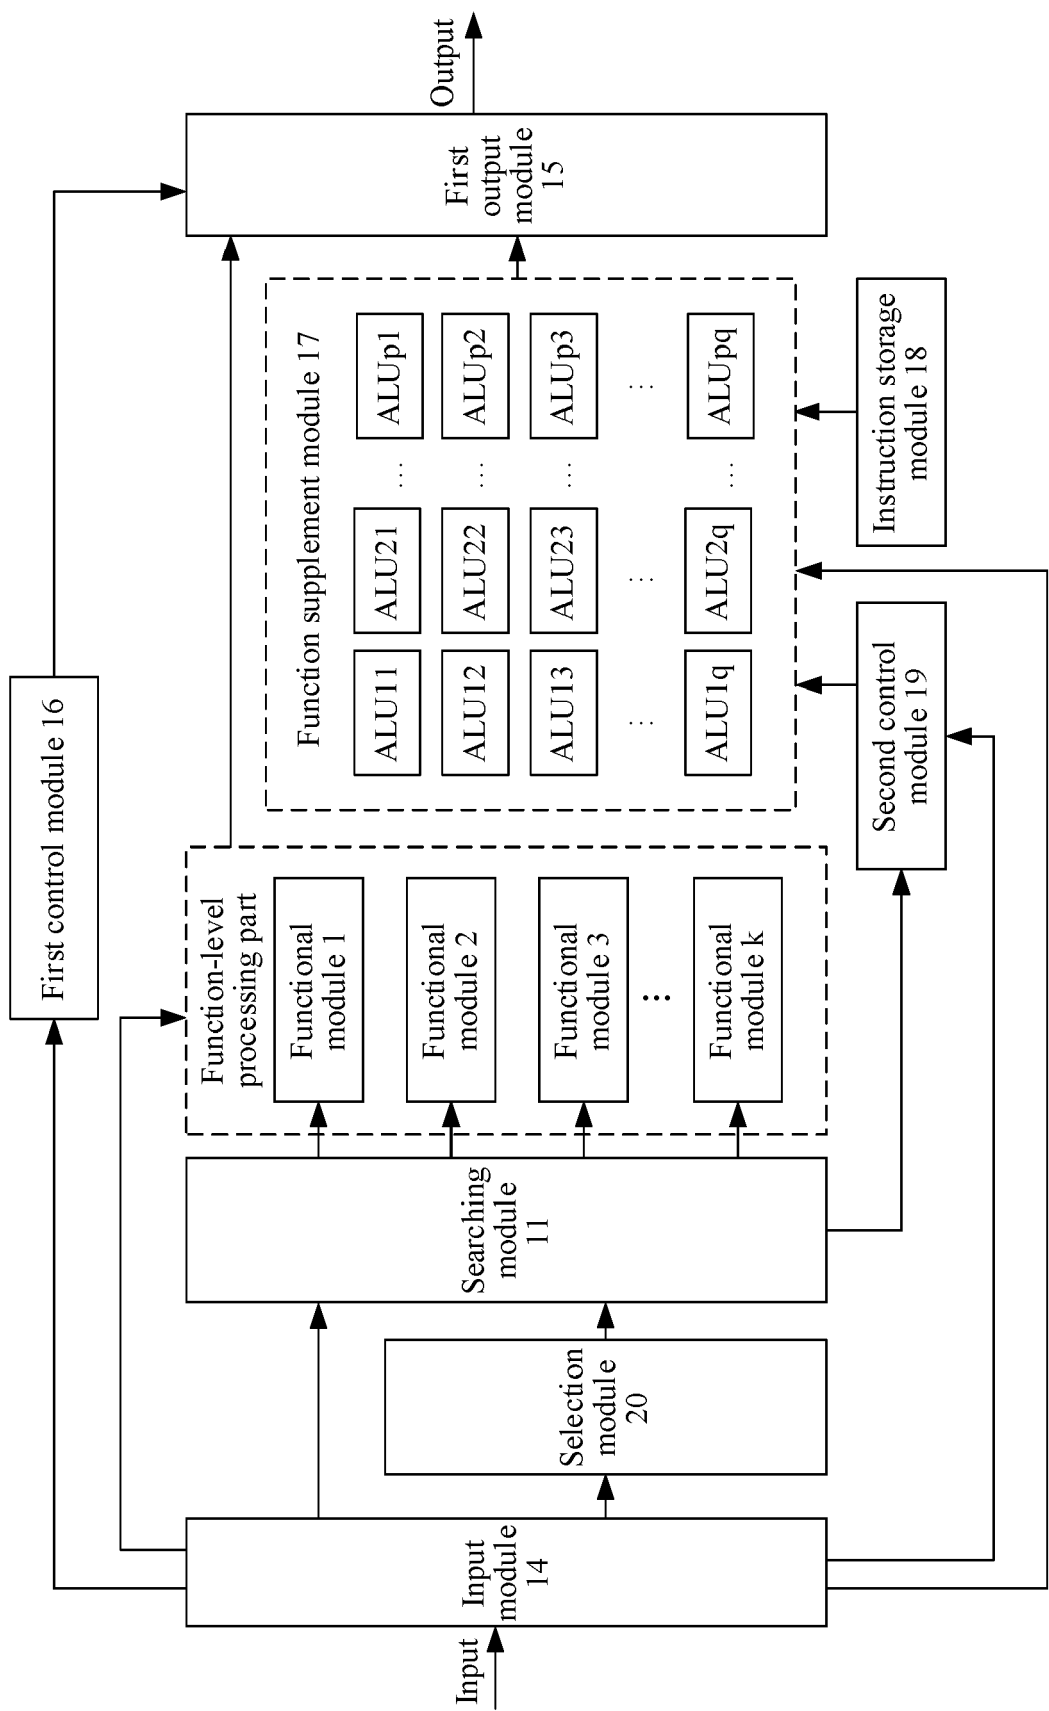 First control module 16
Input
Input
module
14
Selection
module
20
Searching
module
11
Function-level
processing part
Functional
module 1
Functional
module 2
Functional
module 3
...
Functional
module k
Function supplement module 17
ALU11
ALU21
...
ALUp1
ALU12
ALU22
...
ALUp2
ALU13
ALU23
...
ALUp3
...
...
...
ALU1q
ALU2q
...
ALUpq
Second control
module 19
Instruction storage
module 18
First
output
module
15
Output